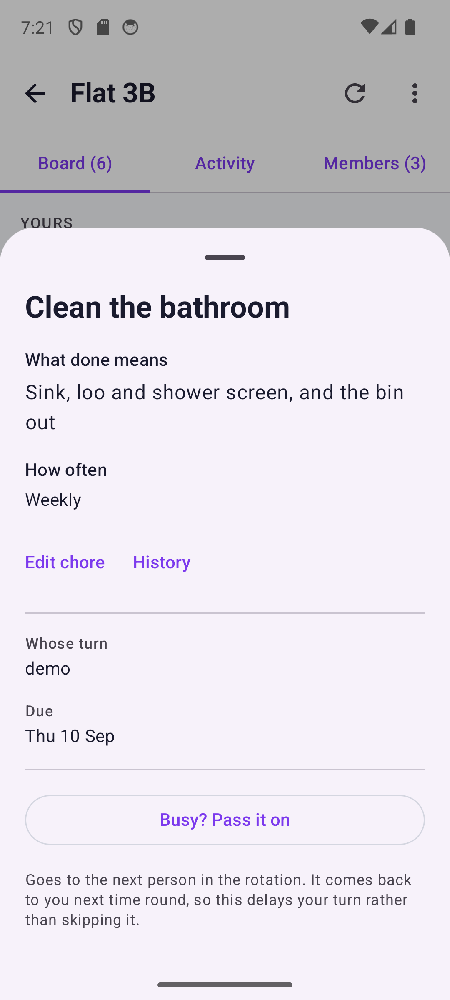 7:21
Flat 3B
Board (6)
Activity
Members (3)
YOURS
Clean the bathroom
What done means
Sink, loo and shower screen, and the bin
out
How often
Weekly
Edit chore
History
Whose turn
demo
Due
Thu 10 Sep
Busy? Pass it on
Goes to the next person in the rotation. It comes back
to you next time round, so this delays your turn rather
than skipping it.